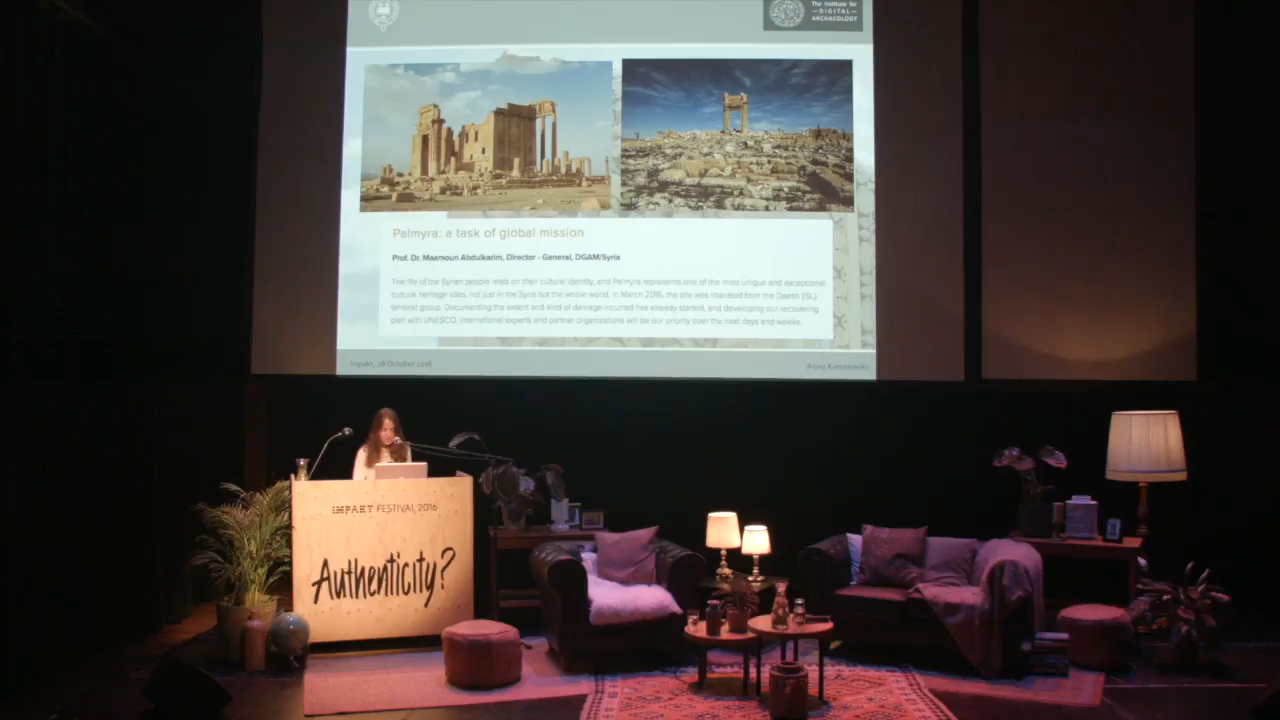 The Institute for
DIGITAL
ARCHAEOLOGY
Palmyra: a task of global mission
Prof. Dr. Maamoun Abdulkarim, Director - General, DGAM/Syria
The life of the Syrian people rests on their cultural identity, and Palmyra represents one of the most unique and exceptional
cultural heritage sites, not just in the Syria but the whole world. In March 2016, the site was liberated from the Daesh (ISL)
terrorist group. Documenting the extent and kind of damage incurred has already started, and developing our recovering
plan with UNESCO, international experts and partner organizations will be our priority over the next days and weeks.
Impakt, 28 October 2016
Alexy Karenowska
IMPAKT FESTIVAL 2016
Authenticity?